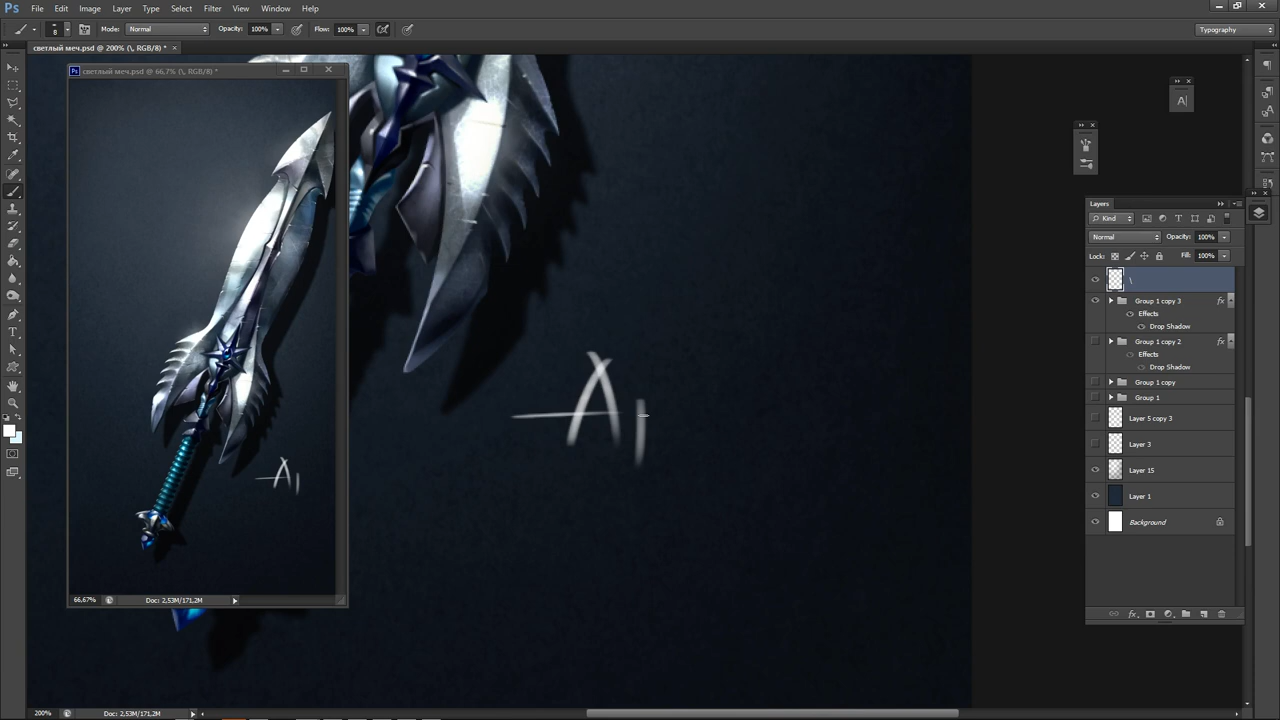 Ps File Edit Image Layer Type Select Filter View Window Help
8 Mode: Normal Opacity: 100% Flow: 100% Typography
светлый меч.psd @ 200% (\, RGB/8) * ×
Ps светлый меч.psd @ 66,7% (\, RGB/8) *
A
Layers
Kind
Normal Opacity: 100%
Lock: Fill: 100%
\
Group 1 copy 3 fx
Effects
Drop Shadow
Group 1 copy 2 fx
Effects
Drop Shadow
Group 1 copy
Group 1
Layer 5 copy 3
Layer 3
Layer 15
Layer 1
Background
A
66,67% Doc: 2,53M/171,2M
200% Doc: 2,53M/171,2M